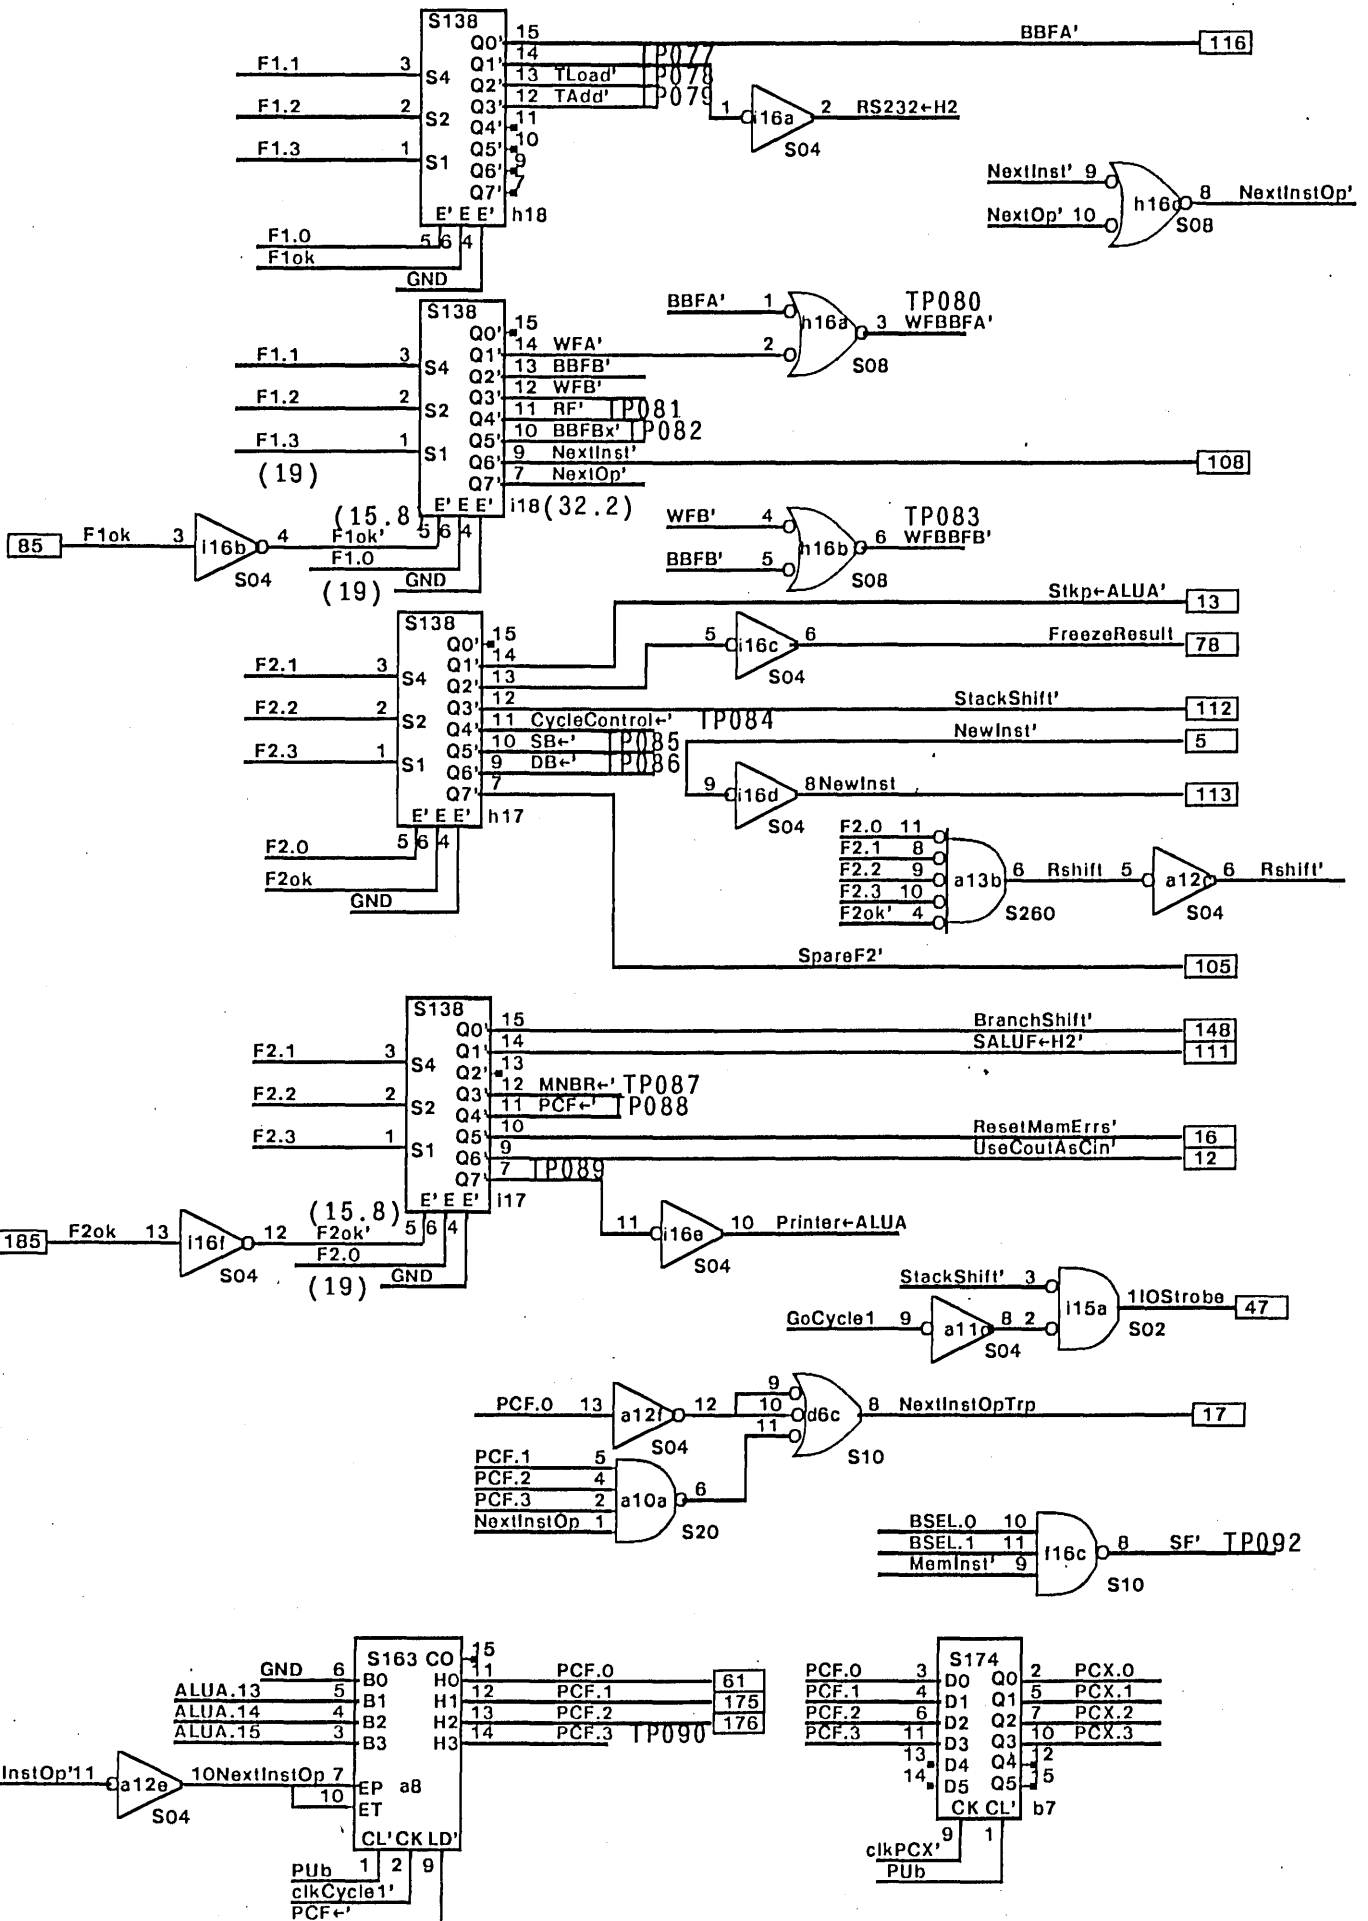 S138
Q0' 15 BBFA' 116
Q1' 14 TP077
F1.1 3 S4 Q2' 13 TLoad' TP078
Q3' 12 TAdd' TP079
F1.2 2 S2 Q4' 11
1 i16a 2 RS232←H2
S04
Q5' 10
F1.3 1 S1 Q6' 9
Q7' 7
E' E E' h18
F1.0 5 6 4
F1ok
GND
NextInst' 9
h16c 8 NextInstOp'
NextOp' 10
S08
S138
Q0' 15
Q1' 14 WFA'
F1.1 3 S4 Q2' 13 BBFB'
Q3' 12 WFB'
F1.2 2 S2 Q4' 11 RF' TP081
Q5' 10 BBFBx' TP082
F1.3 1 S1 Q6' 9 NextInst' 108
(19)
Q7' 7 NextOp'
E' E E' i18 (32.2)
BBFA' 1
h16a 3 WFBBFA'
TP080
2
S08
85 F1ok 3 i16b 4 F1ok' 5 6 4
(15.8
S04
F1.0
(19)
GND
WFB' 4
h16b 6 WFBBFB'
TP083
BBFB' 5
S08
S138
Stkp←ALUA' 13
Q0' 15
Q1' 14
5 i16c 6 FreezeResult 78
S04
F2.1 3 S4 Q2' 13
Q3' 12 StackShift' 112
F2.2 2 S2 Q4' 11 CycleControl←' TP084
Q5' 10 SB←' TP085
F2.3 1 S1 Q6' 9 DB←' TP086
Q7' 7
E' E E' h17
NewInst' 5
9 i16d 8 NewInst 113
S04
F2.0 5 6 4
F2ok
GND
F2.0 11
F2.1 8
F2.2 9 a13b 6 Rshift 5 a12c 6 Rshift'
F2.3 10
F2ok' 4
S260
S04
SpareF2' 105
S138
Q0' 15 BranchShift' 148
Q1' 14 SALUF←H2' 111
F2.1 3 S4 Q2' 13
Q3' 12 MNBR←' TP087
F2.2 2 S2 Q4' 11 PCF←' TP088
Q5' 10 ResetMemErrs' 16
F2.3 1 S1 Q6' 9 UseCoutAsCin' 12
Q7' 7 TP089
E' E E' i17
(15.8)
185 F2ok 13 i16f 12 F2ok' 5 6 4
S04
F2.0
(19)
GND
11 i16e 10 Printer←ALUA
S04
StackShift' 3
i15a 1 IOStrobe 47
GoCycle1 9 a11d 8 2
S04
S02
PCF.0 13 a12f 12
S04
9
10 d6c 8 NextInstOpTrp 17
11
S10
PCF.1 5
PCF.2 4
a10a 6
PCF.3 2
NextInstOp 1
S20
BSEL.0 10
BSEL.1 11 f16c 8 SF' TP092
MemInst' 9
S10
S163 CO 15
GND 6 B0 H0 11 PCF.0 61
ALUA.13 5 B1 H1 12 PCF.1 175
ALUA.14 4 B2 H2 13 PCF.2 176
ALUA.15 3 B3 H3 14 PCF.3 TP090
InstOp' 11 a12e 10 NextInstOp 7 EP a8
S04
10 ET
CL' CK LD'
PUb 1 2 9
clkCycle1'
PCF←'
S174
PCF.0 3 D0 Q0 2 PCX.0
PCF.1 4 D1 Q1 5 PCX.1
PCF.2 6 D2 Q2 7 PCX.2
PCF.3 11 D3 Q3 10 PCX.3
13 D4 Q4 12
14 D5 Q5 15
CK CL' b7
9 1
clkPCX'
PUb